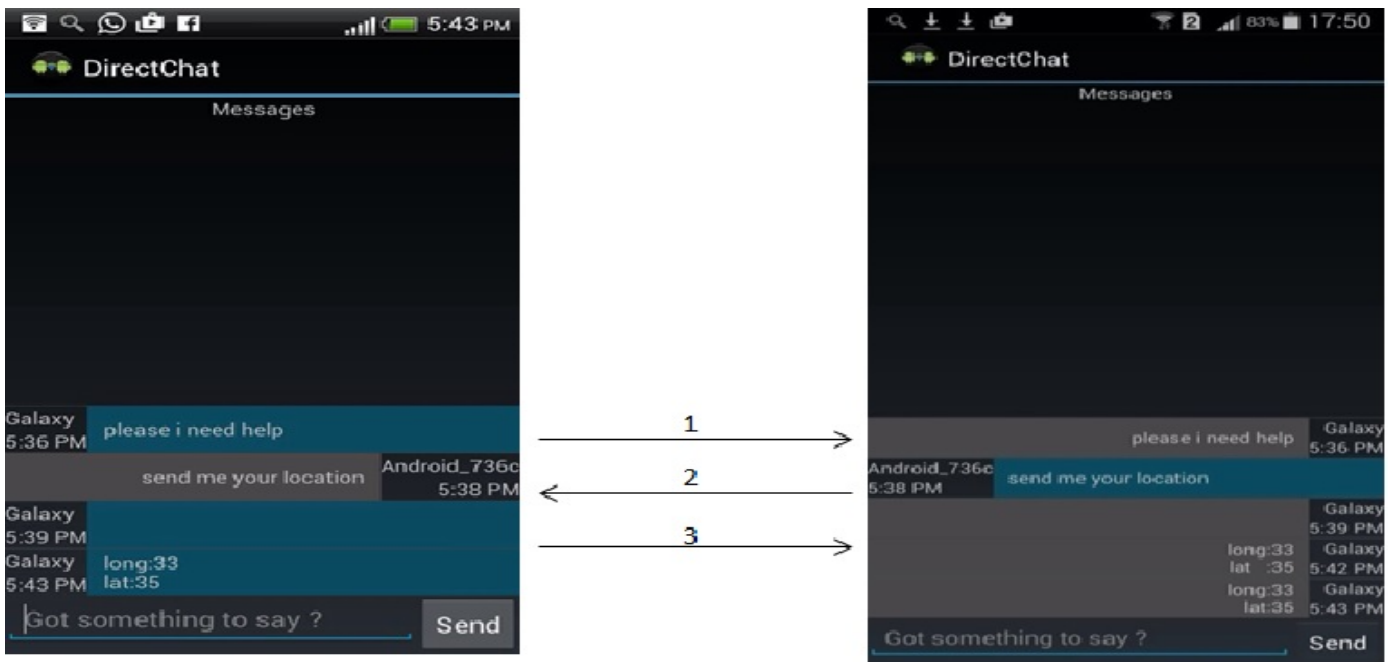 5:43 PM
DirectChat
Messages
Galaxy
5:36 PM
please i need help
send me your location
Android_736c
5:38 PM
Galaxy
5:39 PM
Galaxy
5:43 PM
long:33
lat:35
Got something to say ?
Send
1
2
3
2
83%
17:50
DirectChat
Messages
please i need help
Galaxy
5:36 PM
Android_736c
5:38 PM
send me your location
Galaxy
5:39 PM
long:33
lat :35
Galaxy
5:42 PM
long:33
lat:35
Galaxy
5:43 PM
Got something to say ?
Send